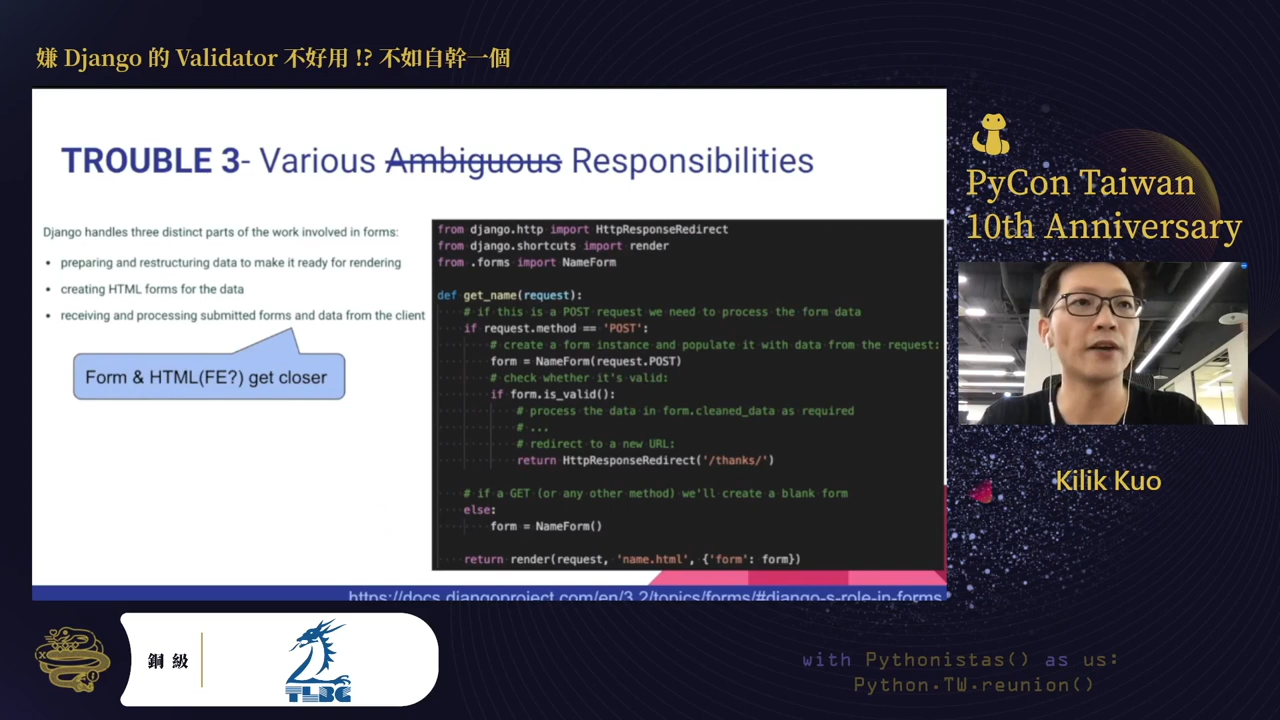 嫌 Django 的 Validator 不好用 !? 不如自幹一個
TROUBLE 3- Various Ambiguous Responsibilities
Django handles three distinct parts of the work involved in forms:
• preparing and restructuring data to make it ready for rendering
• creating HTML forms for the data
• receiving and processing submitted forms and data from the client
Form & HTML(FE?) get closer
from django.http import HttpResponseRedirect
from django.shortcuts import render
from .forms import NameForm
def get_name(request):
# if this is a POST request we need to process the form data
if request.method == 'POST':
# create a form instance and populate it with data from the request:
form = NameForm(request.POST)
# check whether it's valid:
if form.is_valid():
# process the data in form.cleaned_data as required
# ...
# redirect to a new URL:
return HttpResponseRedirect('/thanks/')
# if a GET (or any other method) we'll create a blank form
else:
form = NameForm()
return render(request, 'name.html', {'form': form})
https://docs.djangoproject.com/en/3.2/topics/forms/#django-s-role-in-forms
PyCon Taiwan
10th Anniversary
Kilik Kuo
銅級
TLBG
with Pythonistas() as us:
Python.TW.reunion()